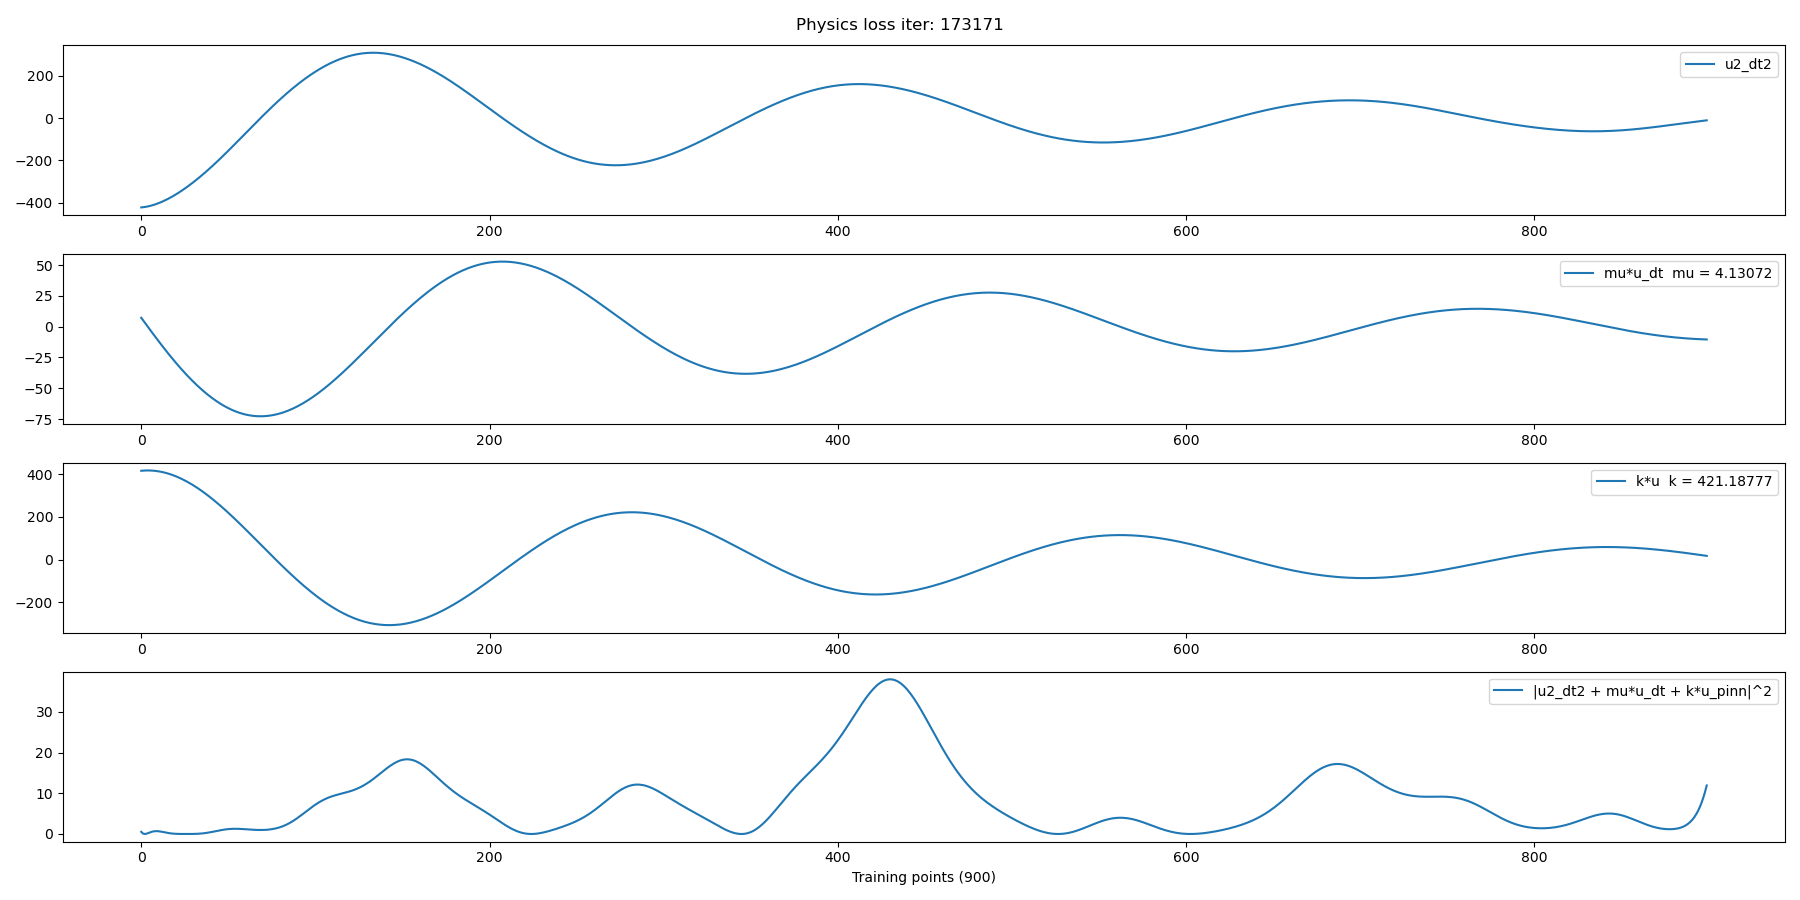 Physics loss iter: 173171
u2_dt2
200
0
−200
−400
0 200 400 600 800
mu*u_dt mu = 4.13072
50
25
0
−25
−50
−75
0 200 400 600 800
k*u k = 421.18777
400
200
0
−200
0 200 400 600 800
|u2_dt2 + mu*u_dt + k*u_pinn|^2
30
20
10
0
0 200 400 600 800
Training points (900)